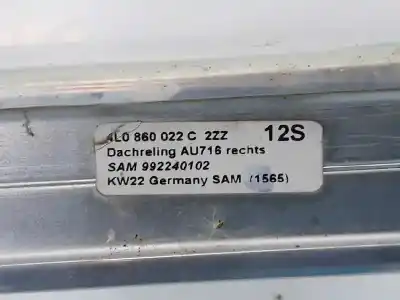 4L0 860 022 C 2ZZ 12S
Dachreling AU716 rechts
SAM 992240102
KW22 Germany SAM (1565)